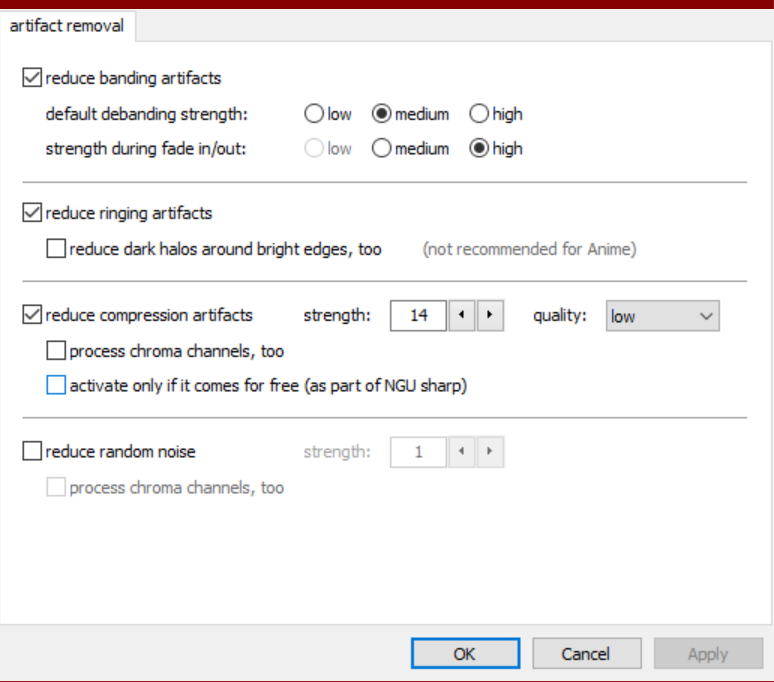 artifact removal
reduce banding artifacts
default debanding strength: low medium high
strength during fade in/out: low medium high
reduce ringing artifacts
reduce dark halos around bright edges, too (not recommended for Anime)
reduce compression artifacts strength: 14 quality: low
process chroma channels, too
activate only if it comes for free (as part of NGU sharp)
reduce random noise strength: 1
process chroma channels, too
OK Cancel Apply